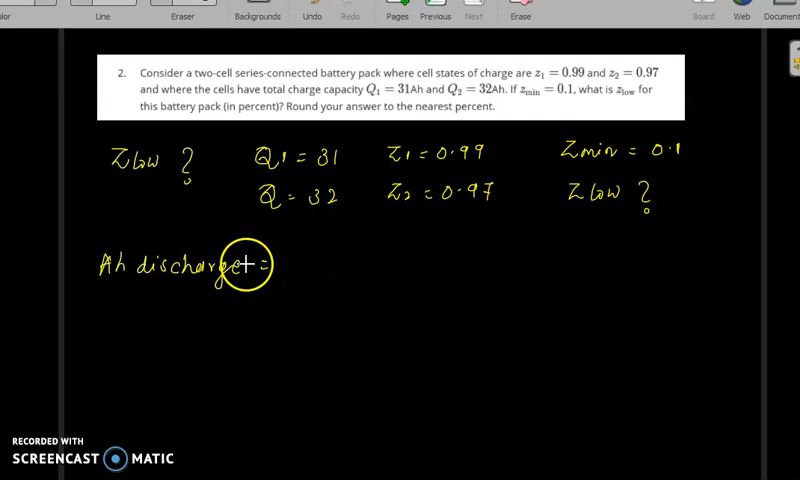 olor Line Eraser Backgrounds Undo Redo Pages Previous Next Erase Board Web Document
2. Consider a two-cell series-connected battery pack where cell states of charge are z₁ = 0.99 and z₂ = 0.97
and where the cells have total charge capacity Q₁ = 31Ah and Q₂ = 32Ah. If z_min = 0.1, what is z_low for
this battery pack (in percent)? Round your answer to the nearest percent.
Zlow ? Q1 = 31 Z1 = 0.99 Zmin = 0.1
Q = 32 Z2 = 0.97 Zlow ?
Ah discharge =
RECORDED WITH
SCREENCAST MATIC